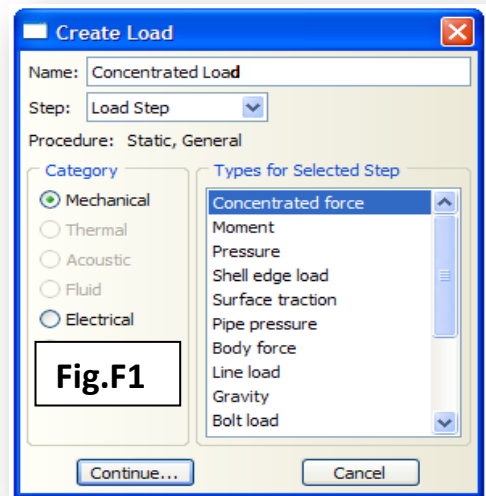 Create Load
Name: Concentrated Load
Step: Load Step
Procedure: Static, General
Category
Mechanical
Thermal
Acoustic
Fluid
Electrical
Fig.F1
Types for Selected Step
Concentrated force
Moment
Pressure
Shell edge load
Surface traction
Pipe pressure
Body force
Line load
Gravity
Bolt load
Continue...
Cancel